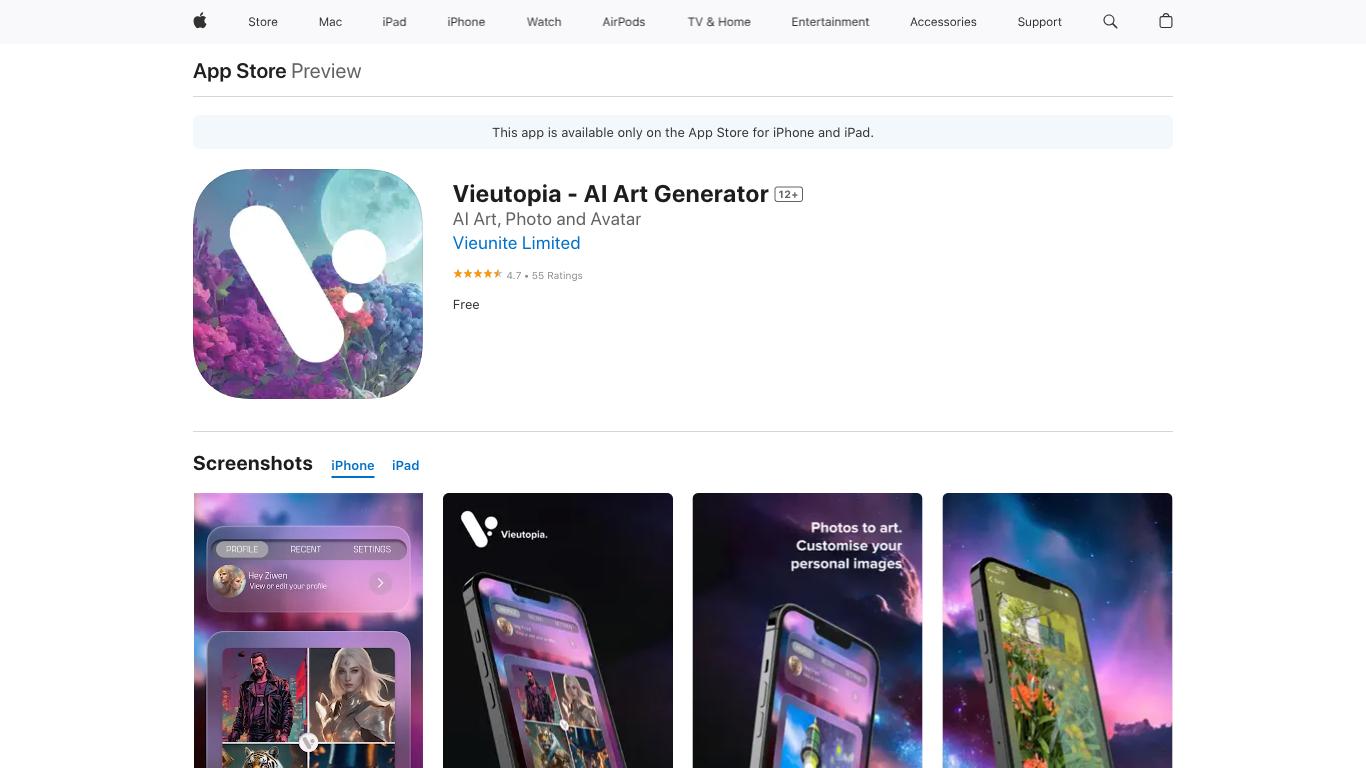 Store Mac iPad iPhone Watch AirPods TV & Home Entertainment Accessories Support
App Store Preview
This app is available only on the App Store for iPhone and iPad.
Vieutopia - AI Art Generator 12+
AI Art, Photo and Avatar
Vieunite Limited
4.7 • 55 Ratings
Free
Screenshots iPhone iPad
PROFILE RECENT SETTINGS
Hey Ziwen
View or edit your profile
Vieutopia.
Photos to art.
Customise your
personal images